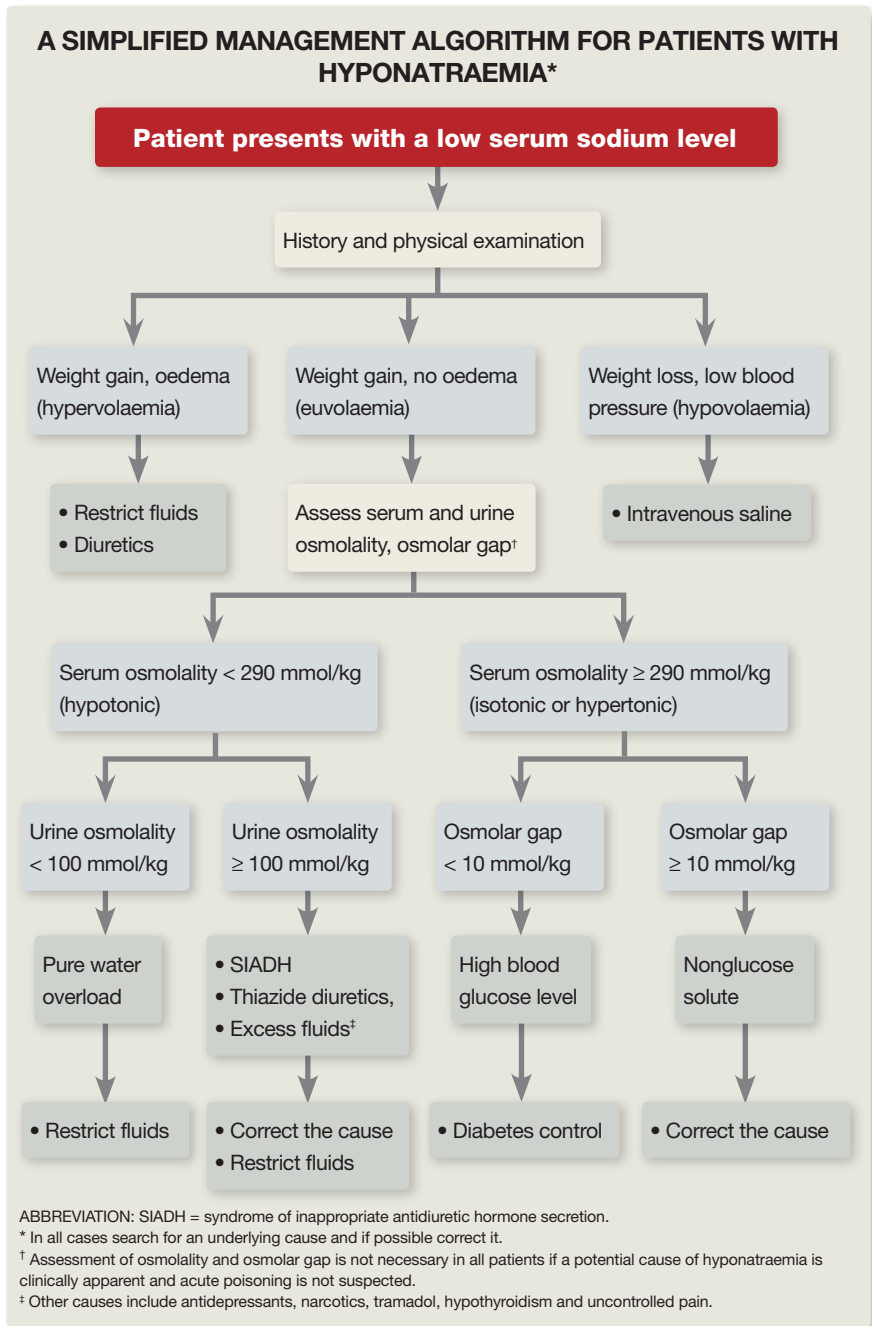 A SIMPLIFIED MANAGEMENT ALGORITHM FOR PATIENTS WITH
HYPONATRAEMIA*
Patient presents with a low serum sodium level
History and physical examination
Weight gain, oedema
(hypervolaemia)
Weight gain, no oedema
(euvolaemia)
Weight loss, low blood
pressure (hypovolaemia)
• Restrict fluids
• Diuretics
Assess serum and urine
osmolality, osmolar gap†
• Intravenous saline
Serum osmolality < 290 mmol/kg
(hypotonic)
Serum osmolality ≥ 290 mmol/kg
(isotonic or hypertonic)
Urine osmolality
< 100 mmol/kg
Urine osmolality
≥ 100 mmol/kg
Osmolar gap
< 10 mmol/kg
Osmolar gap
≥ 10 mmol/kg
Pure water
overload
• SIADH
• Thiazide diuretics,
• Excess fluids‡
High blood
glucose level
Nonglucose
solute
• Restrict fluids
• Correct the cause
• Restrict fluids
• Diabetes control
• Correct the cause
ABBREVIATION: SIADH = syndrome of inappropriate antidiuretic hormone secretion.
* In all cases search for an underlying cause and if possible correct it.
† Assessment of osmolality and osmolar gap is not necessary in all patients if a potential cause of hyponatraemia is
clinically apparent and acute poisoning is not suspected.
‡ Other causes include antidepressants, narcotics, tramadol, hypothyroidism and uncontrolled pain.